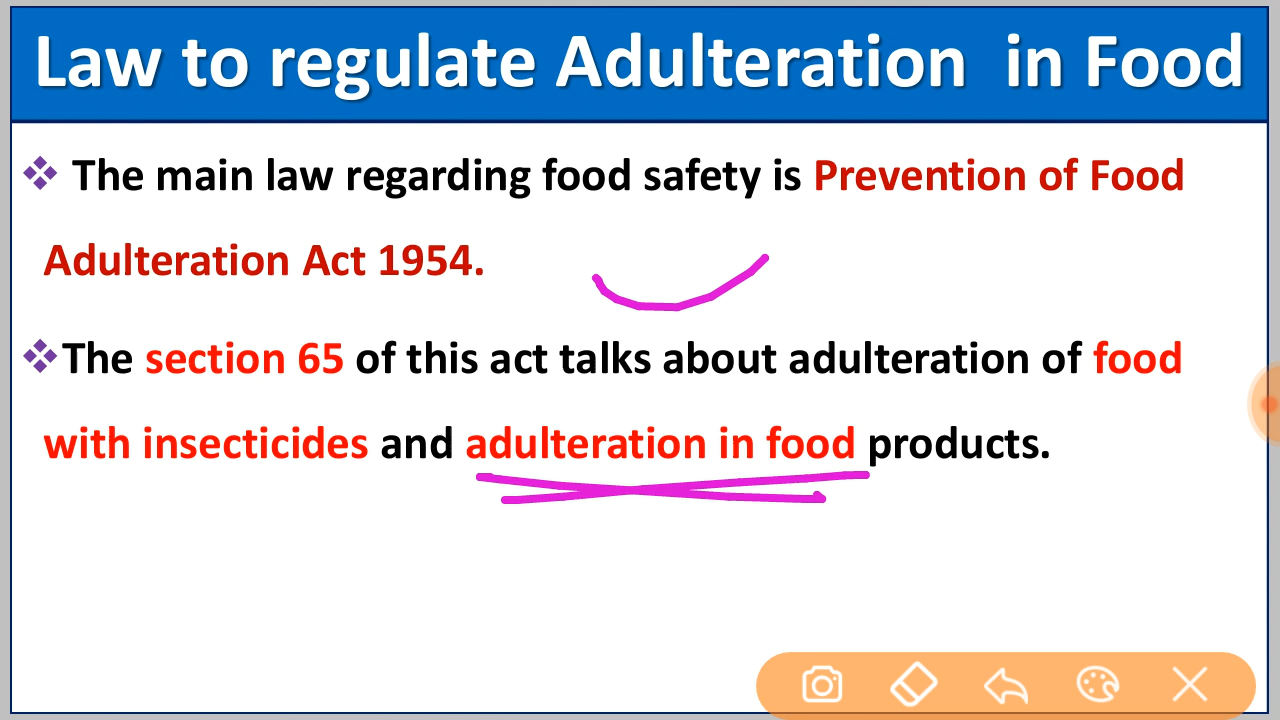 Law to regulate Adulteration in Food
The main law regarding food safety is Prevention of Food
Adulteration Act 1954.
The section 65 of this act talks about adulteration of food
with insecticides and adulteration in food products.